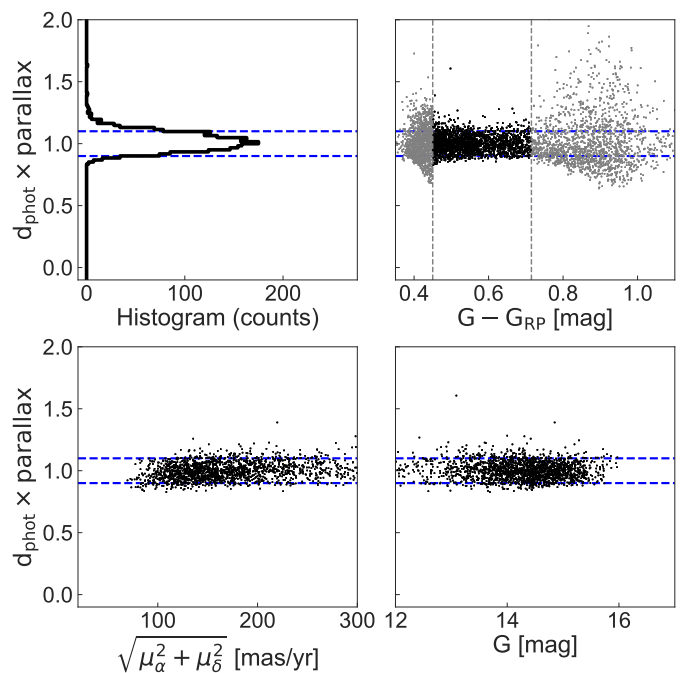 2.0
1.5
1.0
0.5
0.0
d_phot × parallax
0 100 200
Histogram (counts)
0.4 0.6 0.8 1.0
G − G_RP [mag]
2.0
1.5
1.0
0.5
0.0
d_phot × parallax
100 200 300
√(μ_α² + μ_δ²) [mas/yr]
12 14 16
G [mag]